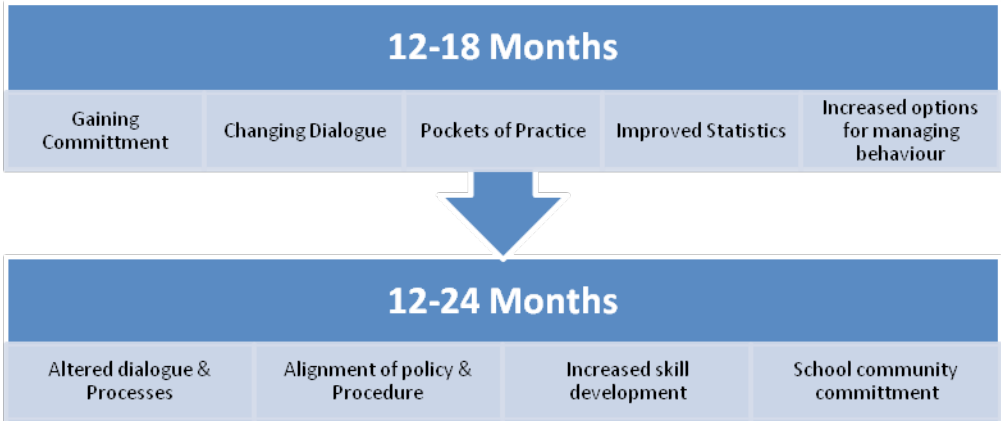 12-18 Months
Gaining
Committment
Changing Dialogue
Pockets of Practice
Improved Statistics
Increased options
for managing
behaviour
12-24 Months
Altered dialogue &
Processes
Alignment of policy &
Procedure
Increased skill
development
School community
committment